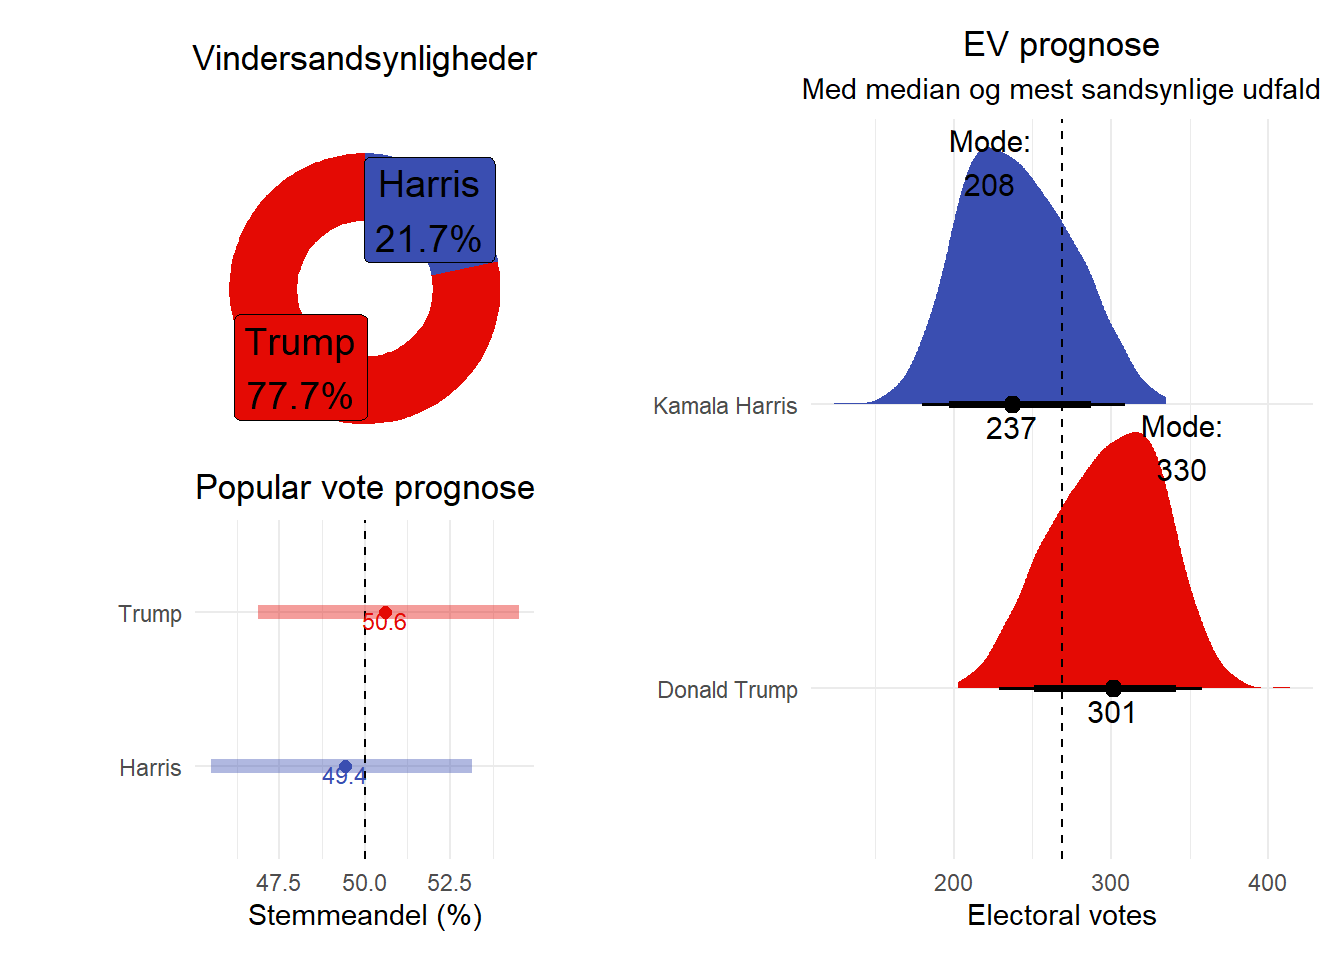 Vindersandsynligheder
Harris
21.7%
Trump
77.7%
Popular vote prognose
Trump
50.6
Harris
49.4
47.5 50.0 52.5
Stemmeandel (%)
EV prognose
Med median og mest sandsynlige udfald
Mode:
208
Kamala Harris
237
Mode:
330
Donald Trump
301
200 300 400
Electoral votes